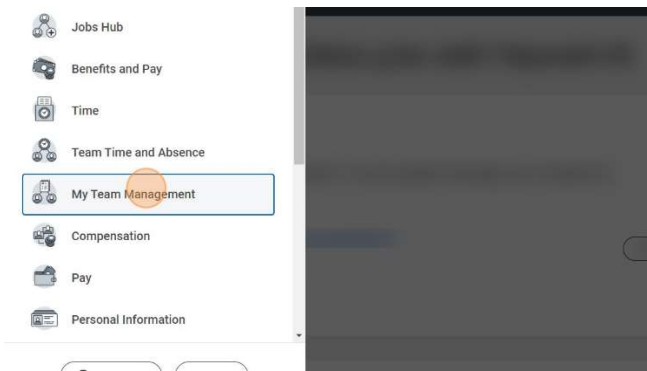 Jobs Hub
Benefits and Pay
Time
Team Time and Absence
My Team Management
Compensation
Pay
Personal Information